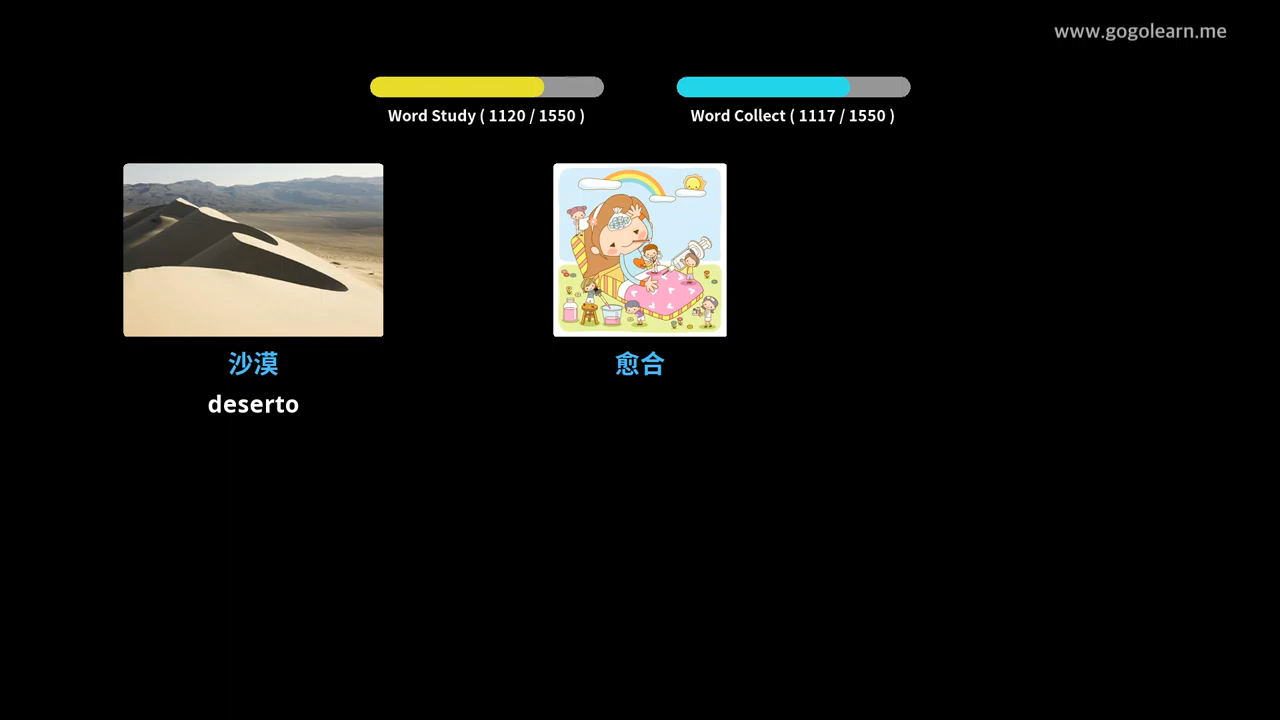 www.gogolearn.me
Word Study ( 1120 / 1550 )
Word Collect ( 1117 / 1550 )
沙漠
deserto
愈合